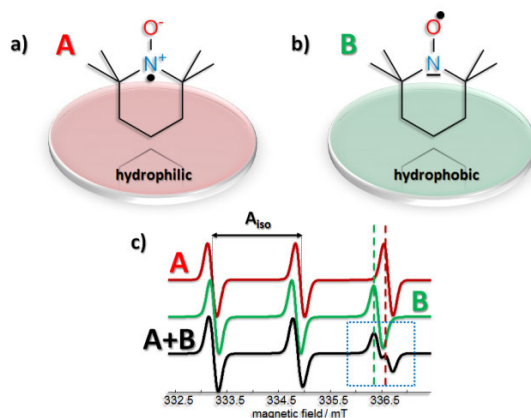 a) A
O-
N+
hydrophilic
b) B
O
N
hydrophobic
c)
Aiso
A
B
A+B
332.5 333.5 334.5 335.5 336.5
magnetic field / mT